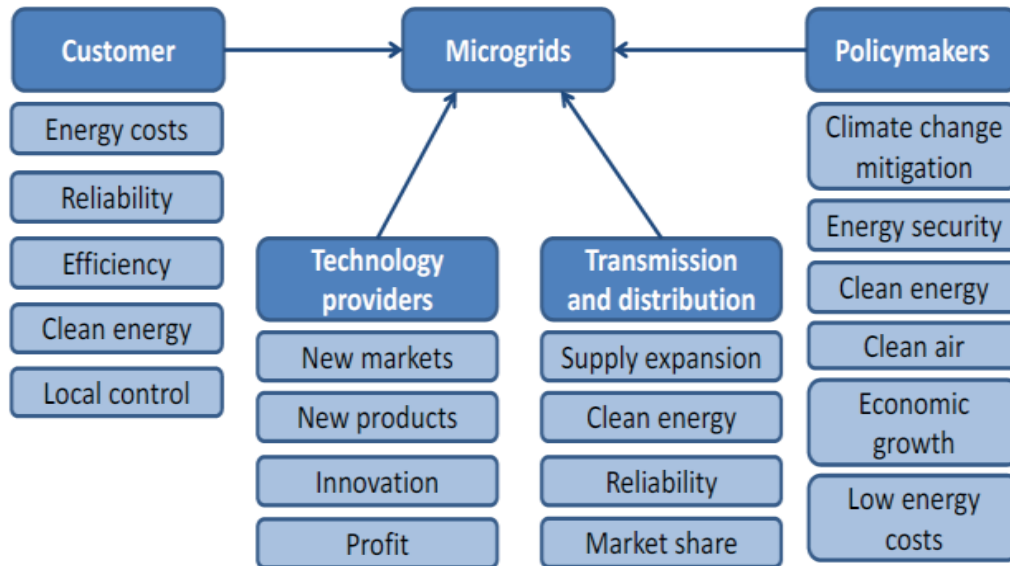 Customer
Microgrids
Policymakers
Energy costs
Reliability
Efficiency
Clean energy
Local control
Technology
providers
New markets
New products
Innovation
Profit
Transmission
and distribution
Supply expansion
Clean energy
Reliability
Market share
Climate change
mitigation
Energy security
Clean energy
Clean air
Economic
growth
Low energy
costs